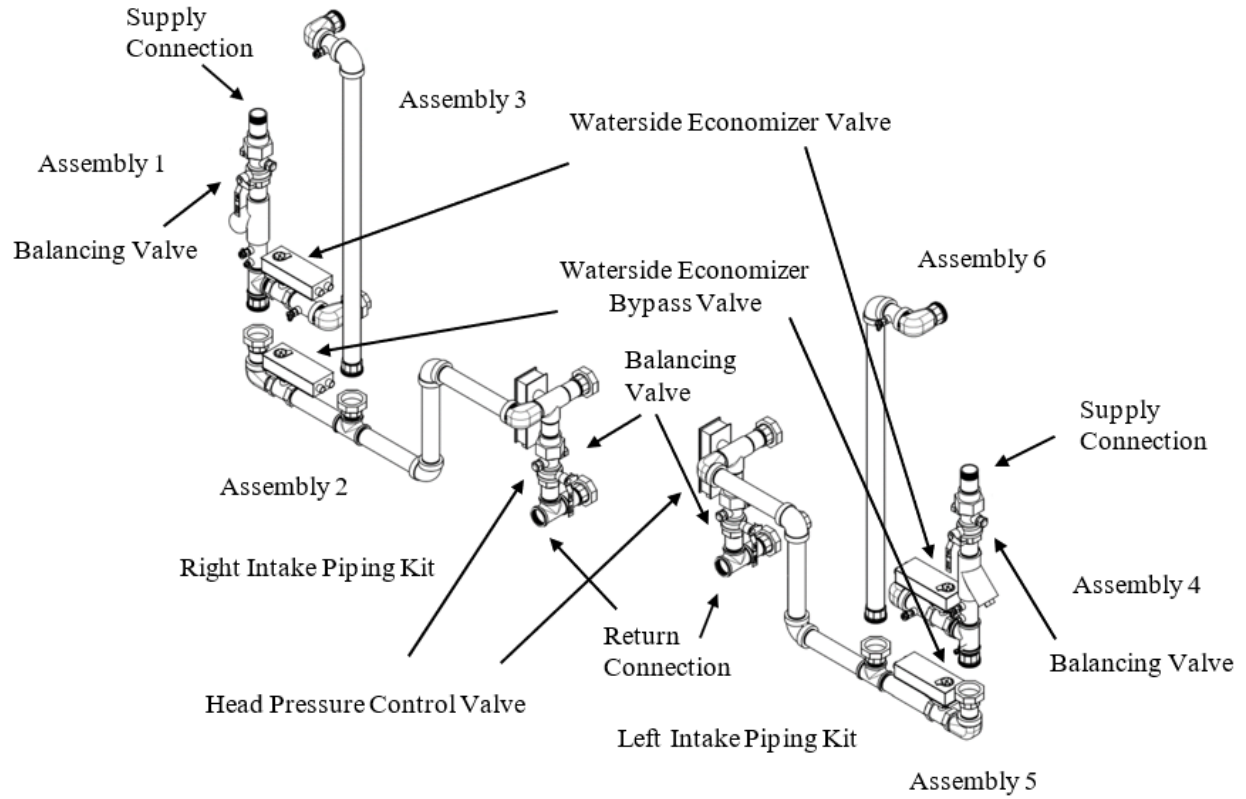 Supply
Connection
Assembly 3
Waterside Economizer Valve
Assembly 1
Balancing Valve
Waterside Economizer
Bypass Valve
Assembly 6
Balancing
Valve
Supply
Connection
Assembly 2
Right Intake Piping Kit
Assembly 4
Return
Connection
Balancing Valve
Head Pressure Control Valve
Left Intake Piping Kit
Assembly 5